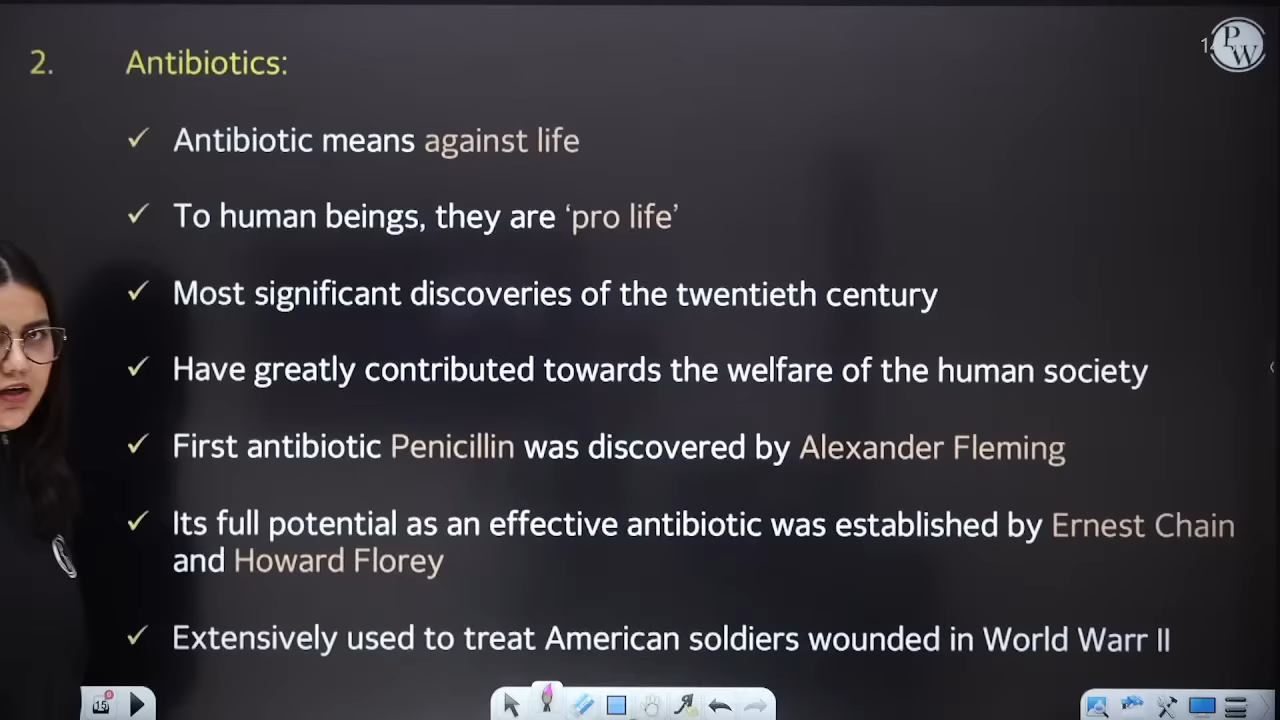 2. Antibiotics:
PW
✓ Antibiotic means against life
✓ To human beings, they are ‘pro life’
✓ Most significant discoveries of the twentieth century
✓ Have greatly contributed towards the welfare of the human society
✓ First antibiotic Penicillin was discovered by Alexander Fleming
✓ Its full potential as an effective antibiotic was established by Ernest Chain
and Howard Florey
✓ Extensively used to treat American soldiers wounded in World Warr II
15